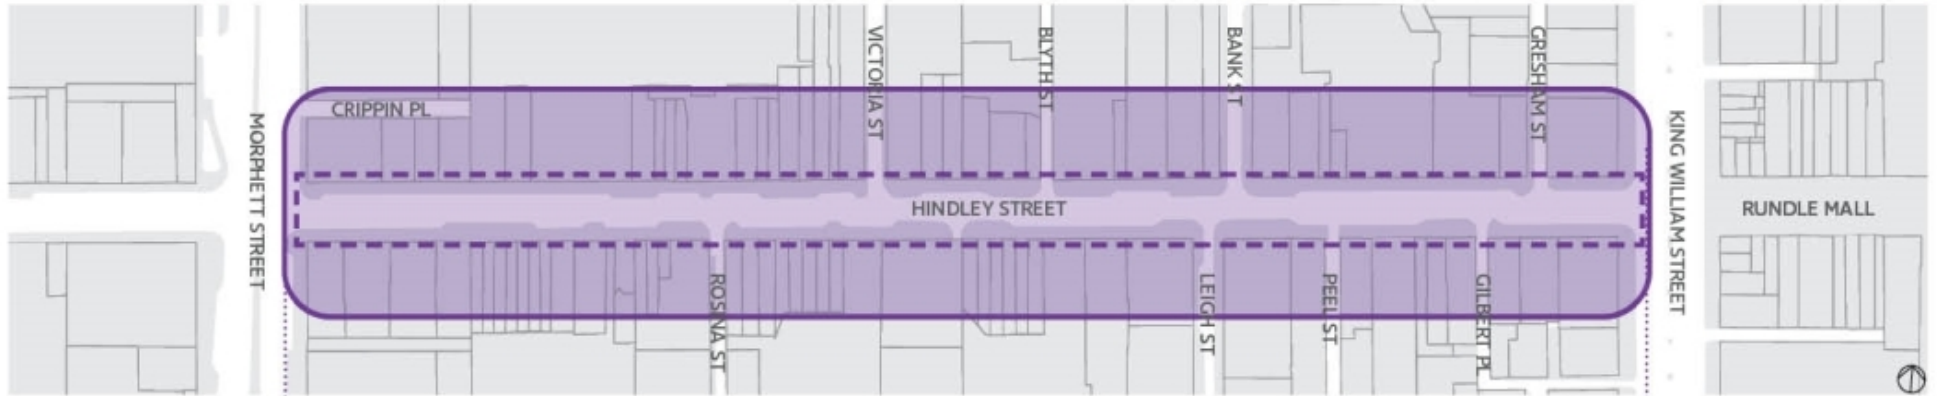 VICTORIA ST
BLYTH ST
BANK ST
GRESHAM ST
CRIPPIN PL
MORPHETT STREET
KING WILLIAM STREET
HINDLEY STREET
RUNDLE MALL
ROSINA ST
LEIGH ST
PEEL ST
GILBERT PL